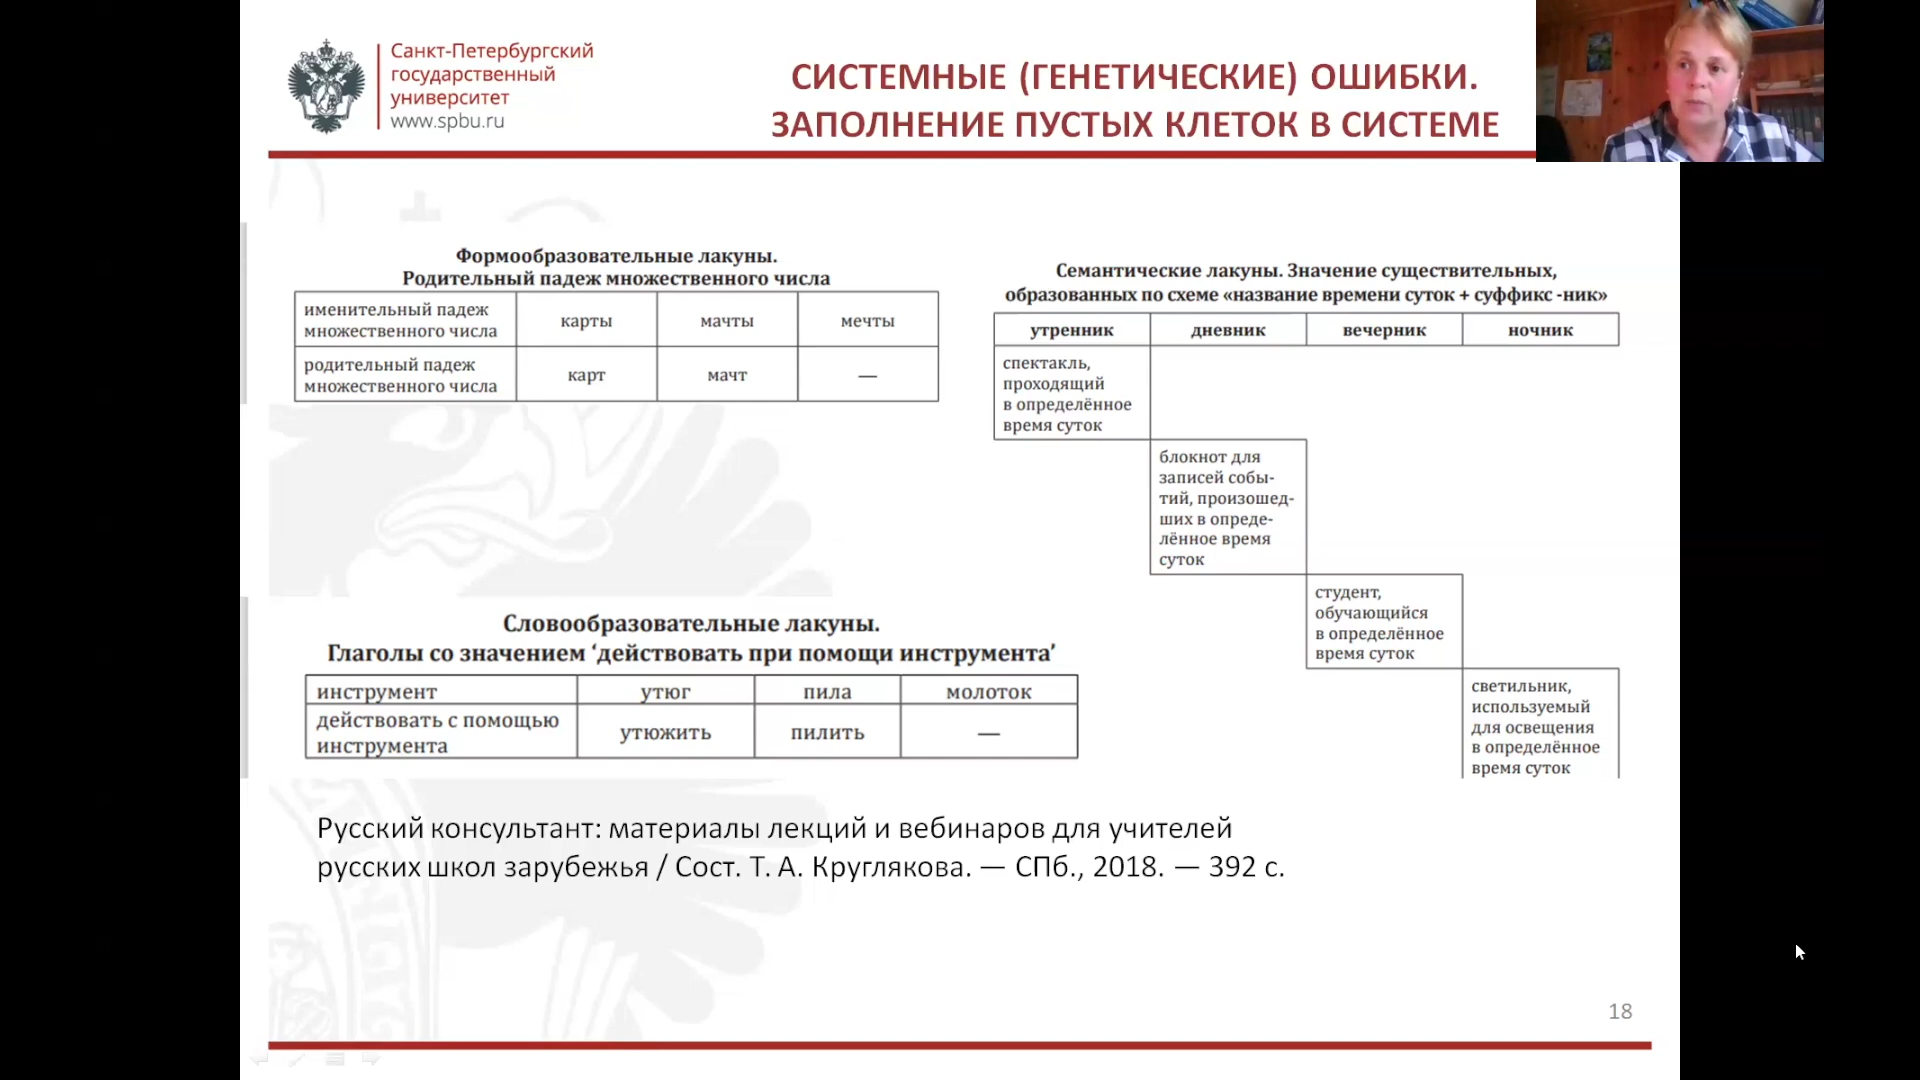 Санкт-Петербургский
государственный
университет
www.spbu.ru
СИСТЕМНЫЕ (ГЕНЕТИЧЕСКИЕ) ОШИБКИ.
ЗАПОЛНЕНИЕ ПУСТЫХ КЛЕТОК В СИСТЕМЕ
Формообразовательные лакуны.
Родительный падеж множественного числа
именительный падеж
множественного числа
карты
мачты
мечты
родительный падеж
множественного числа
карт
мачт
—
Семантические лакуны. Значение существительных,
образованных по схеме «название времени суток + суффикс -ник»
утренник
дневник
вечерник
ночник
спектакль,
проходящий
в определённое
время суток
блокнот для
записей собы-
тий, произошед-
ших в опреде-
лённое время
суток
студент,
обучающийся
в определённое
время суток
светильник,
используемый
для освещения
в определённое
время суток
Словообразовательные лакуны.
Глаголы со значением ‘действовать при помощи инструмента’
инструмент
утюг
пила
молоток
действовать с помощью
инструмента
утюжить
пилить
—
Русский консультант: материалы лекций и вебинаров для учителей
русских школ зарубежья / Сост. Т. А. Круглякова. — СПб., 2018. — 392 с.
18